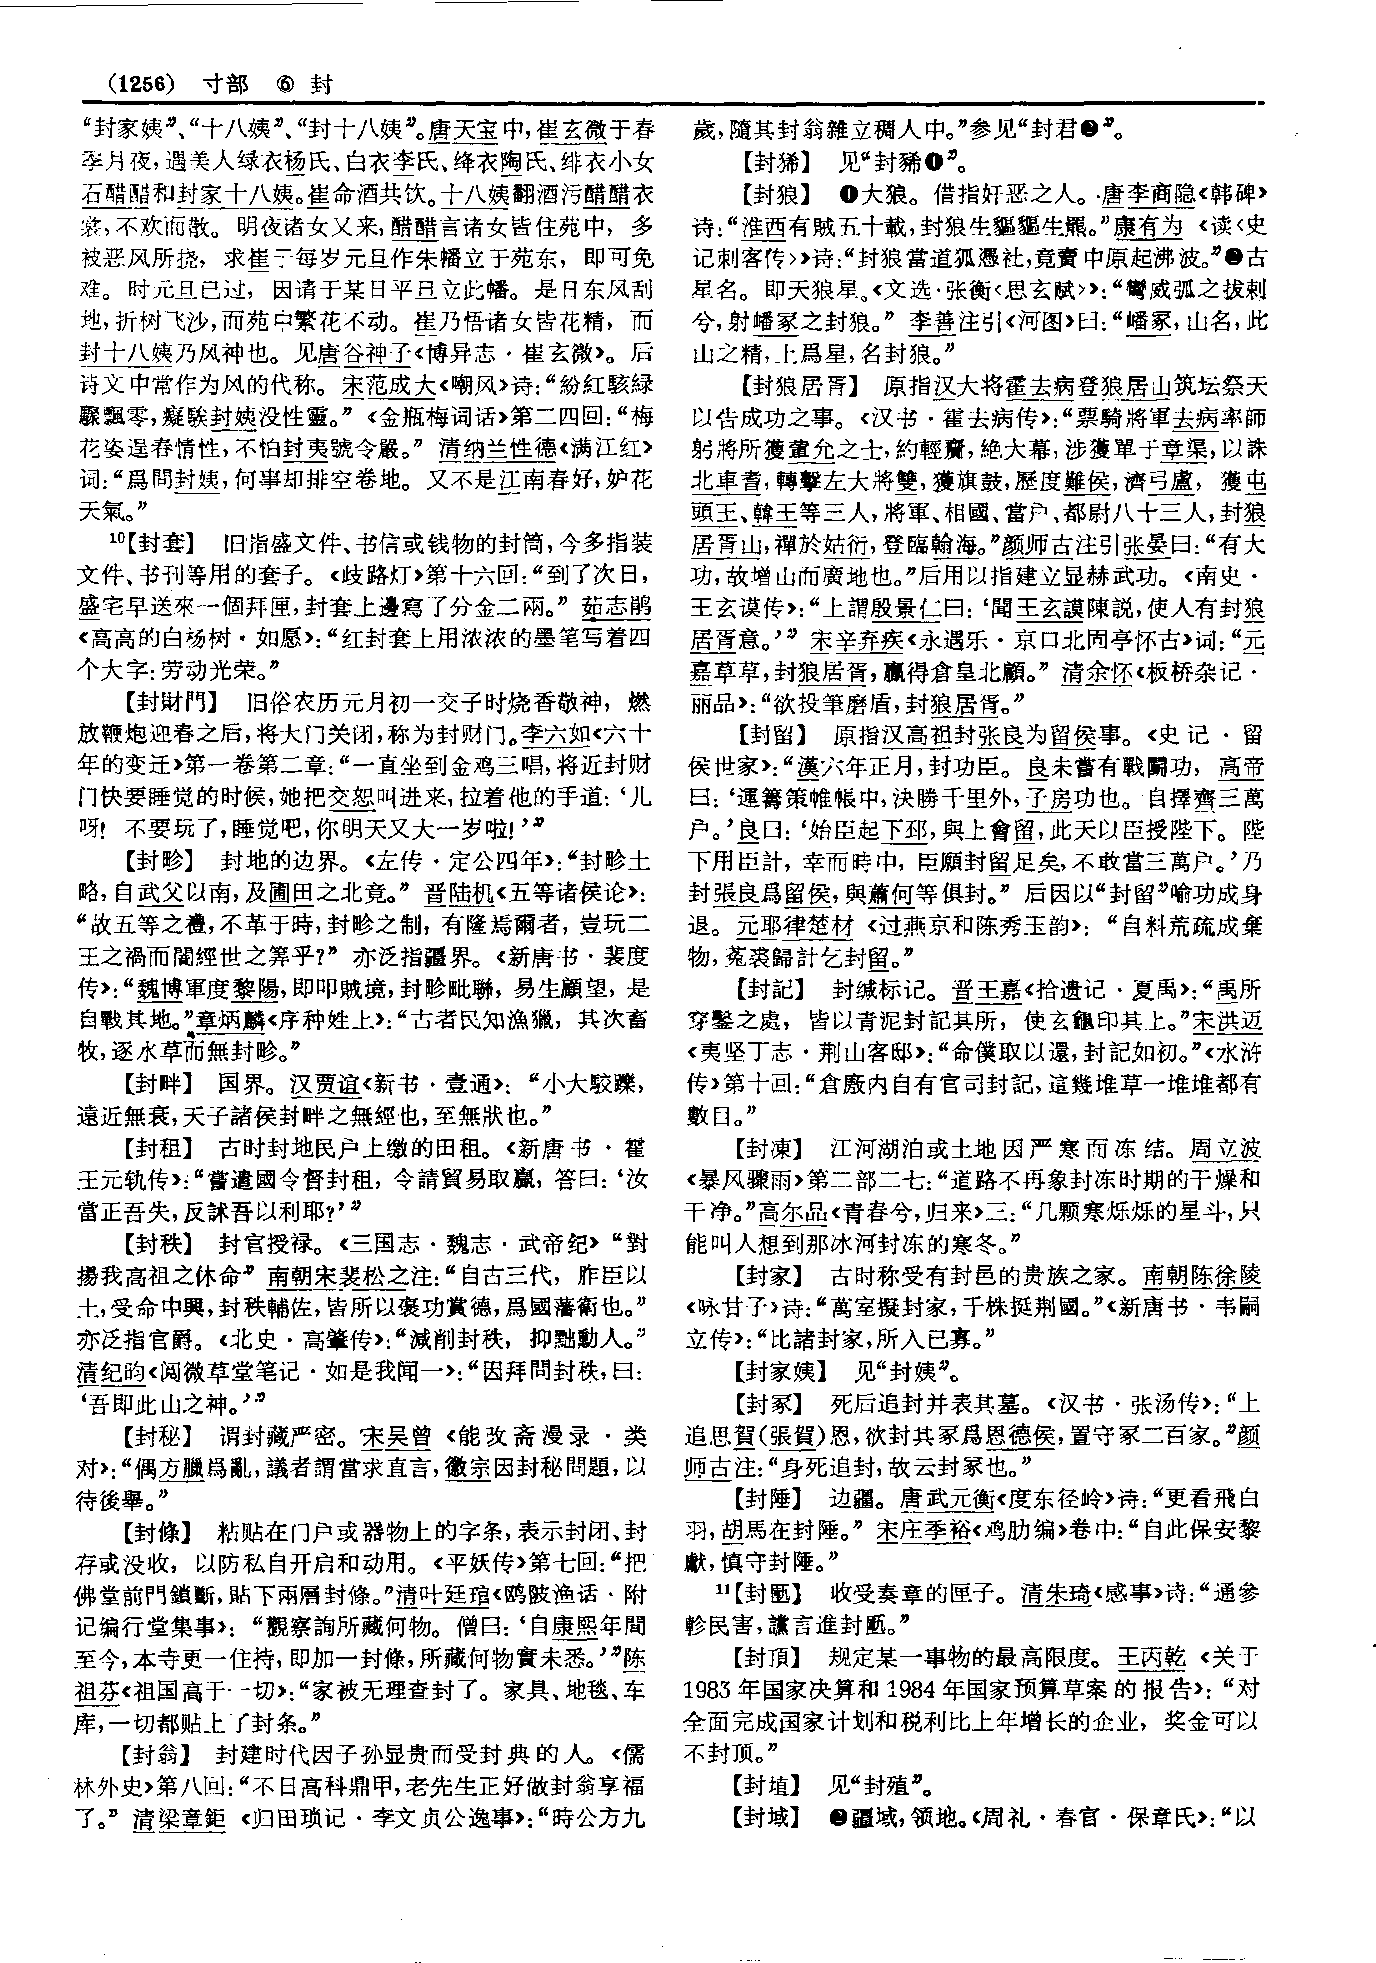 (1256) 寸部 ⑥ 封
“封家姨”、“十八姨”、“封十八姨”。唐天宝中,崔玄微于春
季月夜,遇美人绿衣杨氏、白衣李氏、绛衣陶氏、绯衣小女
石醋醋和封家十八姨。崔命酒共饮。十八姨翻酒污醋醋衣
裳,不欢而散。明夜诸女又来,醋醋言诸女皆住苑中,多
被恶风所挠,求崔于每岁元旦作朱幡立于苑东,即可免
难。时元旦已过,因请于某日平旦立此幡。是日东风刮
地,折树飞沙,而苑中繁花不动。崔乃悟诸女皆花精,而
封十八姨乃风神也。见唐谷神子《博异志·崔玄微》。后
诗文中常作为风的代称。宋范成大《嘲风》诗:“紛紅駭綠
驟飄零,癡騃封姨没性靈。”《金瓶梅词话》第二四回:“梅
花姿逞春情性,不怕封夷號令嚴。”清纳兰性德《满江红》
词:“爲問封姨,何事却排空卷地。又不是江南春好,妒花
天氣。”
10【封套】 旧指盛文件、书信或钱物的封筒,今多指装
文件、书刊等用的套子。《歧路灯》第十六回:“到了次日,
盛宅早送來一個拜匣,封套上邊寫了分金二兩。”茹志鹃
《高高的白杨树·如愿》:“红封套上用浓浓的墨笔写着四
个大字:劳动光荣。”
【封財門】 旧俗农历元月初一交子时烧香敬神,燃
放鞭炮迎春之后,将大门关闭,称为封财门。李六如《六十
年的变迁》第一卷第二章:“一直坐到金鸡三唱,将近封财
门快要睡觉的时候,她把交恕叫进来,拉着他的手道:‘儿
呀!不要玩了,睡觉吧,你明天又大一岁啦!’”
【封畛】 封地的边界。《左传·定公四年》:“封畛土
略,自武父以南,及圃田之北竟。”晋陆机《五等诸侯论》:
“故五等之禮,不革于時,封畛之制,有隆焉爾者,豈玩二
王之禍而闇經世之筭乎?”亦泛指疆界。《新唐书·裴度
传》:“魏博軍度黎陽,即叩賊境,封畛毗聯,易生顧望,是
自戰其地。”章炳麟《序种姓上》:“古者民知漁獵,其次畜
牧,逐水草而無封畛。”
【封畔】 国界。汉贾谊《新书·壹通》:“小大駁躒,
遠近無衰,天子諸侯封畔之無經也,至無狀也。”
【封租】 古时封地民户上缴的田租。《新唐书·霍
王元轨传》:“嘗遣國令督封租,令請貿易取贏,答曰:‘汝
當正吾失,反訹吾以利耶?’”
【封秩】 封官授禄。《三国志·魏志·武帝纪》“對
揚我高祖之休命”南朝宋裴松之注:“自古三代,胙臣以
土,受命中興,封秩輔佐,皆所以褒功賞德,爲國藩衛也。”
亦泛指官爵。《北史·高肇传》:“減削封秩,抑黜勳人。”
清纪昀《阅微草堂笔记·如是我闻一》:“因拜問封秩,曰:
‘吾即此山之神。’”
【封秘】 谓封藏严密。宋吴曾《能改斋漫录·类
对》:“偶方臘爲亂,議者謂當求直言,徽宗因封秘問題,以
待後舉。”
【封條】 粘贴在门户或器物上的字条,表示封闭、封
存或没收,以防私自开启和动用。《平妖传》第七回:“把
佛堂前門鎖斷,貼下兩層封條。”清叶廷琯《鸥陂渔话·附
记编行堂集事》:“觀察詢所藏何物。僧曰:‘自康熙年間
至今,本寺更一住持,即加一封條,所藏何物實未悉。’”陈
祖芬《祖国高于一切》:“家被无理查封了。家具、地毯、车
库,一切都贴上了封条。”
【封翁】 封建时代因子孙显贵而受封典的人。《儒
林外史》第八回:“不日高科鼎甲,老先生正好做封翁享福
了。”清梁章鉅《归田琐记·李文贞公逸事》:“時公方九
歲,隨其封翁雜立稠人中。”参见“封君❷”。
【封狶】 见“封豨❶”。
【封狼】 ❶大狼。借指奸恶之人。唐李商隐《韩碑》
诗:“淮西有賊五十載,封狼生貙貙生羆。”康有为《读〈史
记刺客传〉》诗:“封狼當道狐憑社,竟賣中原起沸波。”❷古
星名。即天狼星。《文选·张衡〈思玄赋〉》:“彎威弧之拔剌
兮,射嶓冢之封狼。”李善注引《河图》曰:“嶓冢,山名,此
山之精,上爲星,名封狼。”
【封狼居胥】 原指汉大将霍去病登狼居山筑坛祭天
以告成功之事。《汉书·霍去病传》:“票騎將軍去病率師
躬將所獲葷允之士,約輕齎,絶大幕,涉獲單于章渠,以誅
北車耆,轉擊左大將雙,獲旗鼓,歷度難侯,濟弓盧,獲屯
頭王、韓王等三人,將軍、相國、當户、都尉八十三人,封狼
居胥山,禪於姑衍,登臨翰海。”颜师古注引张晏曰:“有大
功,故增山而廣地也。”后用以指建立显赫武功。《南史·
王玄谟传》:“上謂殷景仁曰:‘聞王玄謨陳説,使人有封狼
居胥意。’”宋辛弃疾《永遇乐·京口北固亭怀古》词:“元
嘉草草,封狼居胥,贏得倉皇北顧。”清余怀《板桥杂记·
丽品》:“欲投筆磨盾,封狼居胥。”
【封留】 原指汉高祖封张良为留侯事。《史记·留
侯世家》:“漢六年正月,封功臣。良未嘗有戰鬭功,高帝
曰:‘運籌策帷帳中,決勝千里外,子房功也。自擇齊三萬
户。’良曰:‘始臣起下邳,與上會留,此天以臣授陛下。陛
下用臣計,幸而時中,臣願封留足矣,不敢當三萬户。’乃
封張良爲留侯,與蕭何等俱封。”后因以“封留”喻功成身
退。元耶律楚材《过燕京和陈秀玉韵》:“自料荒疏成棄
物,菟裘歸計乞封留。”
【封記】 封缄标记。晋王嘉《拾遗记·夏禹》:“禹所
穿鑿之處,皆以青泥封記其所,使玄龜印其上。”宋洪迈
《夷坚丁志·荆山客邸》:“命僕取以還,封記如初。”《水浒
传》第十回:“倉廒内自有官司封記,這幾堆草一堆堆都有
數目。”
【封凍】 江河湖泊或土地因严寒而冻结。周立波
《暴风骤雨》第二部二七:“道路不再象封冻时期的干燥和
干净。”高尔品《青春兮,归来》三:“几颗寒烁烁的星斗,只
能叫人想到那冰河封冻的寒冬。”
【封家】 古时称受有封邑的贵族之家。南朝陈徐陵
《咏甘子》诗:“萬室擬封家,千株挺荆國。”《新唐书·韦嗣
立传》:“比諸封家,所入已寡。”
【封家姨】 见“封姨”。
【封冢】 死后追封并表其墓。《汉书·张汤传》:“上
追思賀(張賀)恩,欲封其冢爲恩德侯,置守冢二百家。”颜
师古注:“身死追封,故云封冢也。”
【封陲】 边疆。唐武元衡《度东径岭》诗:“更看飛白
羽,胡馬在封陲。”宋庄季裕《鸡肋编》卷中:“自此保安黎
獻,慎守封陲。”
11【封匭】 收受奏章的匣子。清朱琦《感事》诗:“通參
軫民害,讜言進封匭。”
【封頂】 规定某一事物的最高限度。王丙乾《关于
1983年国家决算和1984年国家预算草案的报告》:“对
全面完成国家计划和税利比上年增长的企业,奖金可以
不封顶。”
【封埴】 见“封殖”。
【封域】 ❶疆域,领地。《周礼·春官·保章氏》:“以